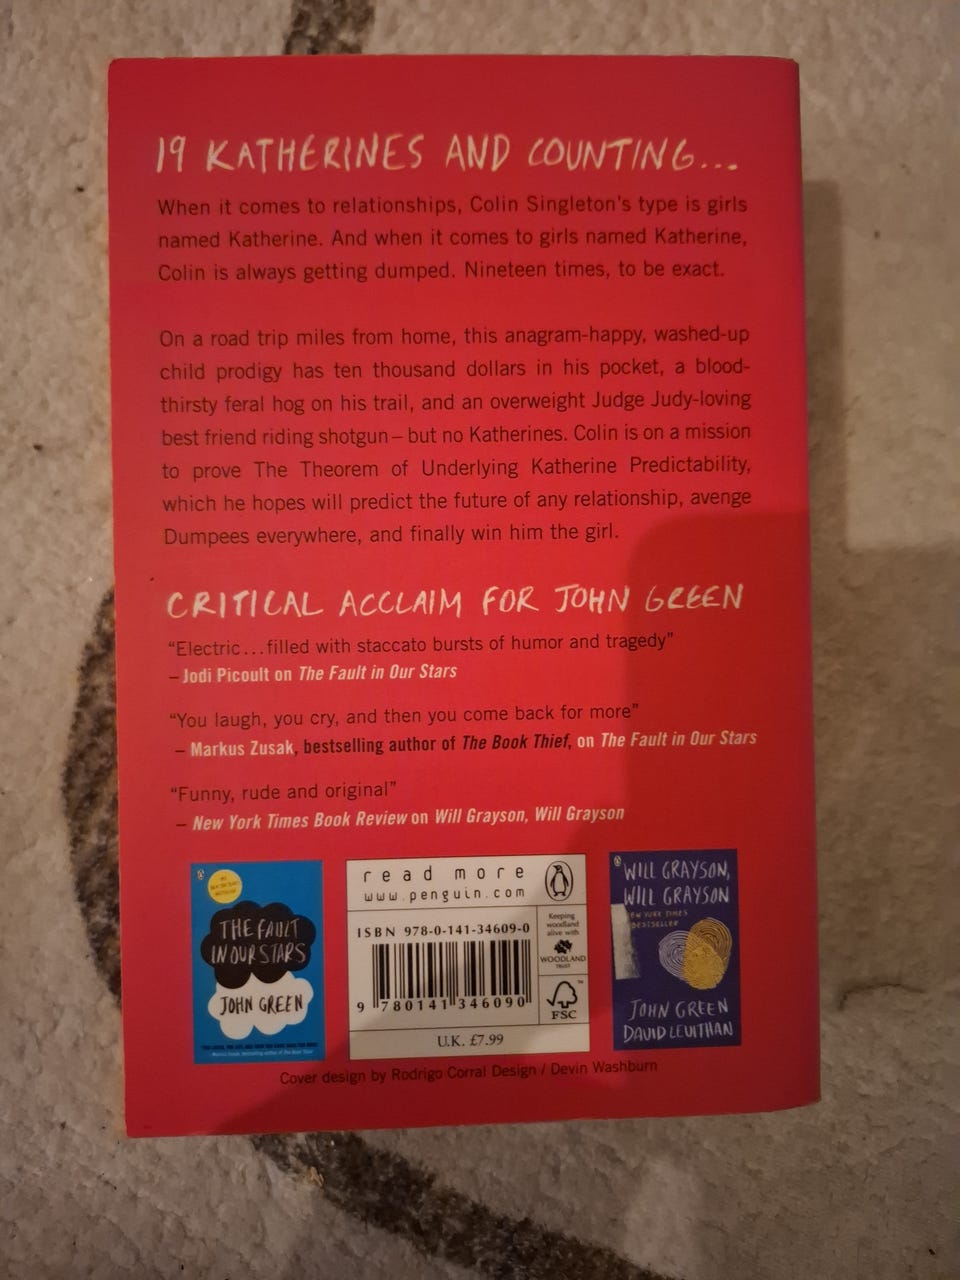 19 KATHERINES AND COUNTING...
When it comes to relationships, Colin Singleton's type is girls
named Katherine. And when it comes to girls named Katherine,
Colin is always getting dumped. Nineteen times, to be exact.
On a road trip miles from home, this anagram-happy, washed-up
child prodigy has ten thousand dollars in his pocket, a blood-
thirsty feral hog on his trail, and an overweight Judge Judy-loving
best friend riding shotgun – but no Katherines. Colin is on a mission
to prove The Theorem of Underlying Katherine Predictability,
which he hopes will predict the future of any relationship, avenge
Dumpees everywhere, and finally win him the girl.
CRITICAL ACCLAIM FOR JOHN GREEN
“Electric...filled with staccato bursts of humor and tragedy”
– Jodi Picoult on The Fault in Our Stars
“You laugh, you cry, and then you come back for more”
– Markus Zusak, bestselling author of The Book Thief, on The Fault in Our Stars
“Funny, rude and original”
– New York Times Book Review on Will Grayson, Will Grayson
THE FAULT
IN OUR STARS
JOHN GREEN
read more
www.penguin.com
ISBN 978-0-141-34609-0
9 780141 346090
U.K. £7.99
Keeping
woodland
alive with
WOODLAND
TRUST
™
FSC
WILL GRAYSON,
WILL GRAYSON
NEW YORK TIMES
BESTSELLER
JOHN GREEN
DAVID LEVITHAN
Cover design by Rodrigo Corral Design / Devin Washburn